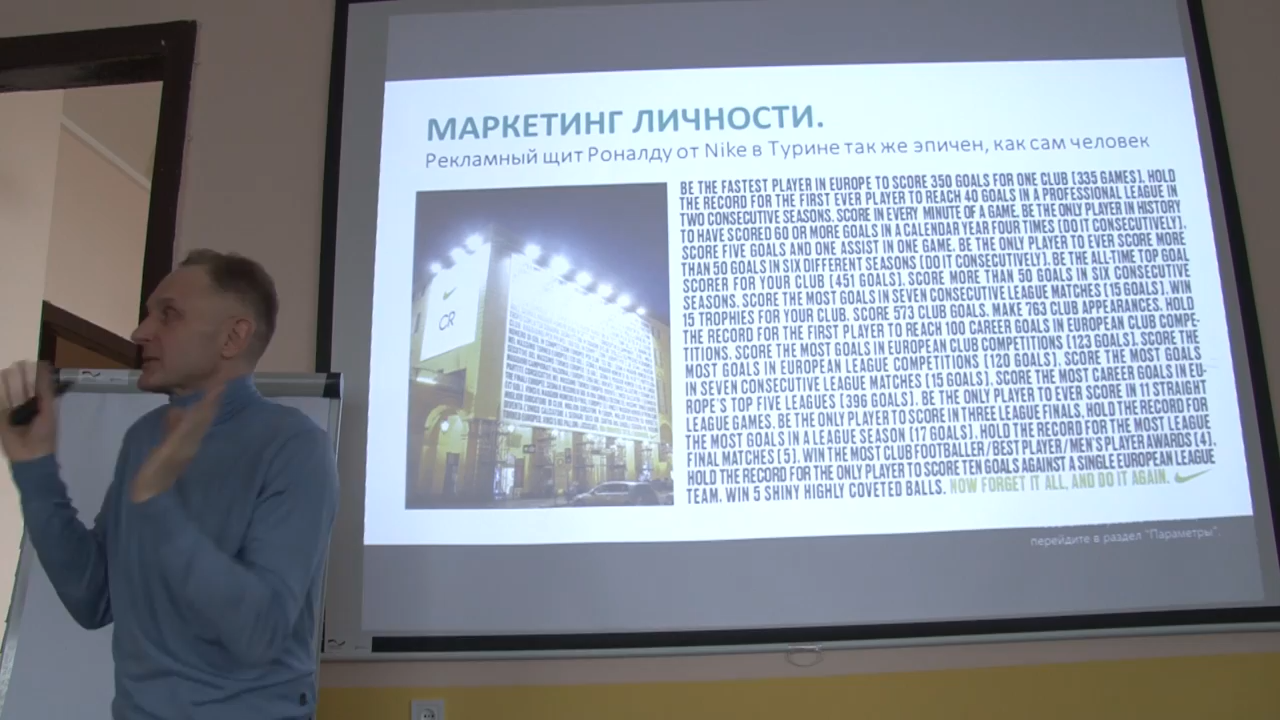 МАРКЕТИНГ ЛИЧНОСТИ.
Рекламный щит Роналду от Nike в Турине так же эпичен, как сам человек
CR
BE THE FASTEST PLAYER IN EUROPE TO SCORE 350 GOALS FOR ONE CLUB (335 GAMES). HOLD
THE RECORD FOR THE FIRST EVER PLAYER TO REACH 40 GOALS IN A PROFESSIONAL LEAGUE IN
TWO CONSECUTIVE SEASONS. SCORE IN EVERY MINUTE OF A GAME. BE THE ONLY PLAYER IN HISTORY
TO HAVE SCORED 60 OR MORE GOALS IN A CALENDAR YEAR FOUR TIMES (DO IT CONSECUTIVELY).
SCORE FIVE GOALS AND ONE ASSIST IN ONE GAME. BE THE ONLY PLAYER TO EVER SCORE MORE
THAN 50 GOALS IN SIX DIFFERENT SEASONS (DO IT CONSECUTIVELY). BE THE ALL-TIME TOP GOAL
SCORER FOR YOUR CLUB (451 GOALS). SCORE MORE THAN 50 GOALS IN SIX CONSECUTIVE
SEASONS. SCORE THE MOST GOALS IN SEVEN CONSECUTIVE LEAGUE MATCHES (15 GOALS). WIN
15 TROPHIES FOR YOUR CLUB. SCORE 573 CLUB GOALS. MAKE 763 CLUB APPEARANCES. HOLD
THE RECORD FOR THE FIRST PLAYER TO REACH 100 CAREER GOALS IN EUROPEAN CLUB COMPE-
TITIONS. SCORE THE MOST GOALS IN EUROPEAN CLUB COMPETITIONS (123 GOALS). SCORE THE
MOST GOALS IN EUROPEAN LEAGUE COMPETITIONS (120 GOALS). SCORE THE MOST GOALS
IN SEVEN CONSECUTIVE LEAGUE MATCHES (15 GOALS). SCORE THE MOST CAREER GOALS IN EU-
ROPE'S TOP FIVE LEAGUES (396 GOALS). BE THE ONLY PLAYER TO EVER SCORE IN 11 STRAIGHT
LEAGUE GAMES. BE THE ONLY PLAYER TO SCORE IN THREE LEAGUE FINALS. HOLD THE RECORD FOR
THE MOST GOALS IN A LEAGUE SEASON (17 GOALS). HOLD THE RECORD FOR THE MOST LEAGUE
FINAL MATCHES (5). WIN THE MOST CLUB FOOTBALLER/BEST PLAYER/MEN'S PLAYER AWARDS (4).
HOLD THE RECORD FOR THE ONLY PLAYER TO SCORE TEN GOALS AGAINST A SINGLE EUROPEAN LEAGUE
TEAM. WIN 5 SHINY HIGHLY COVETED BALLS. NOW FORGET IT ALL, AND DO IT AGAIN.
перейдите в раздел "Параметры".